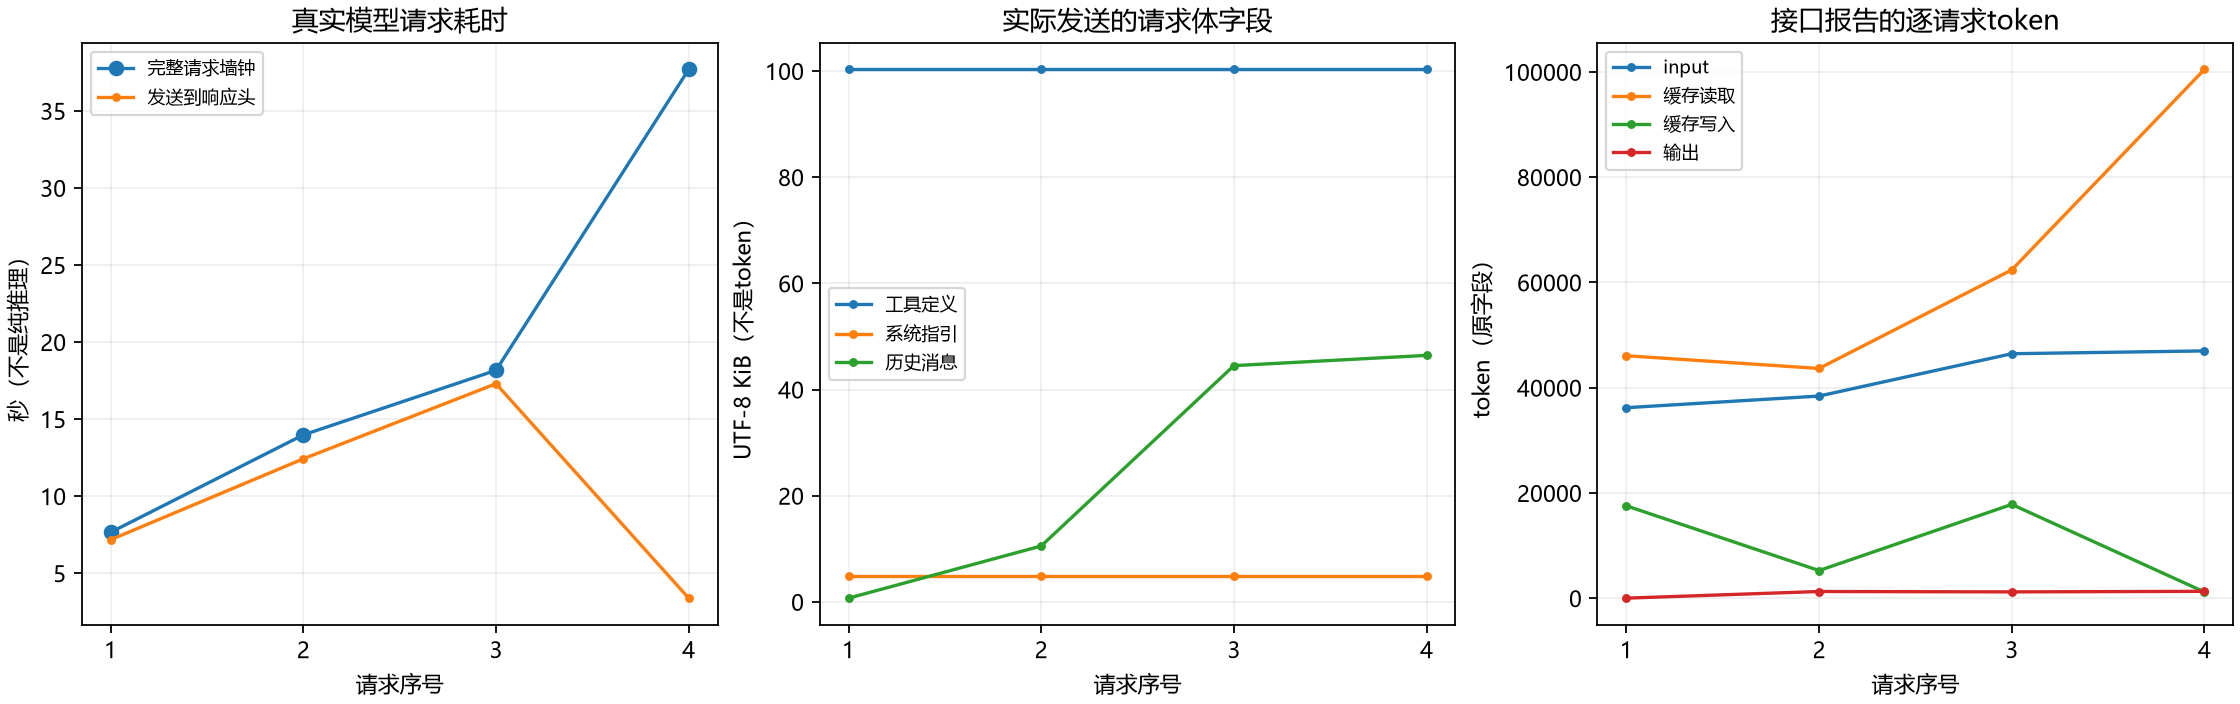 真实模型请求耗时
完整请求墙钟
发送到响应头
35
30
25
20
15
10
5
1
2
3
4
秒（不是纯推理）
请求序号
实际发送的请求体字段
100
80
60
40
20
0
工具定义
系统指引
历史消息
1
2
3
4
UTF-8 KiB（不是token）
请求序号
接口报告的逐请求token
input
缓存读取
缓存写入
输出
100000
80000
60000
40000
20000
0
1
2
3
4
token（原字段）
请求序号